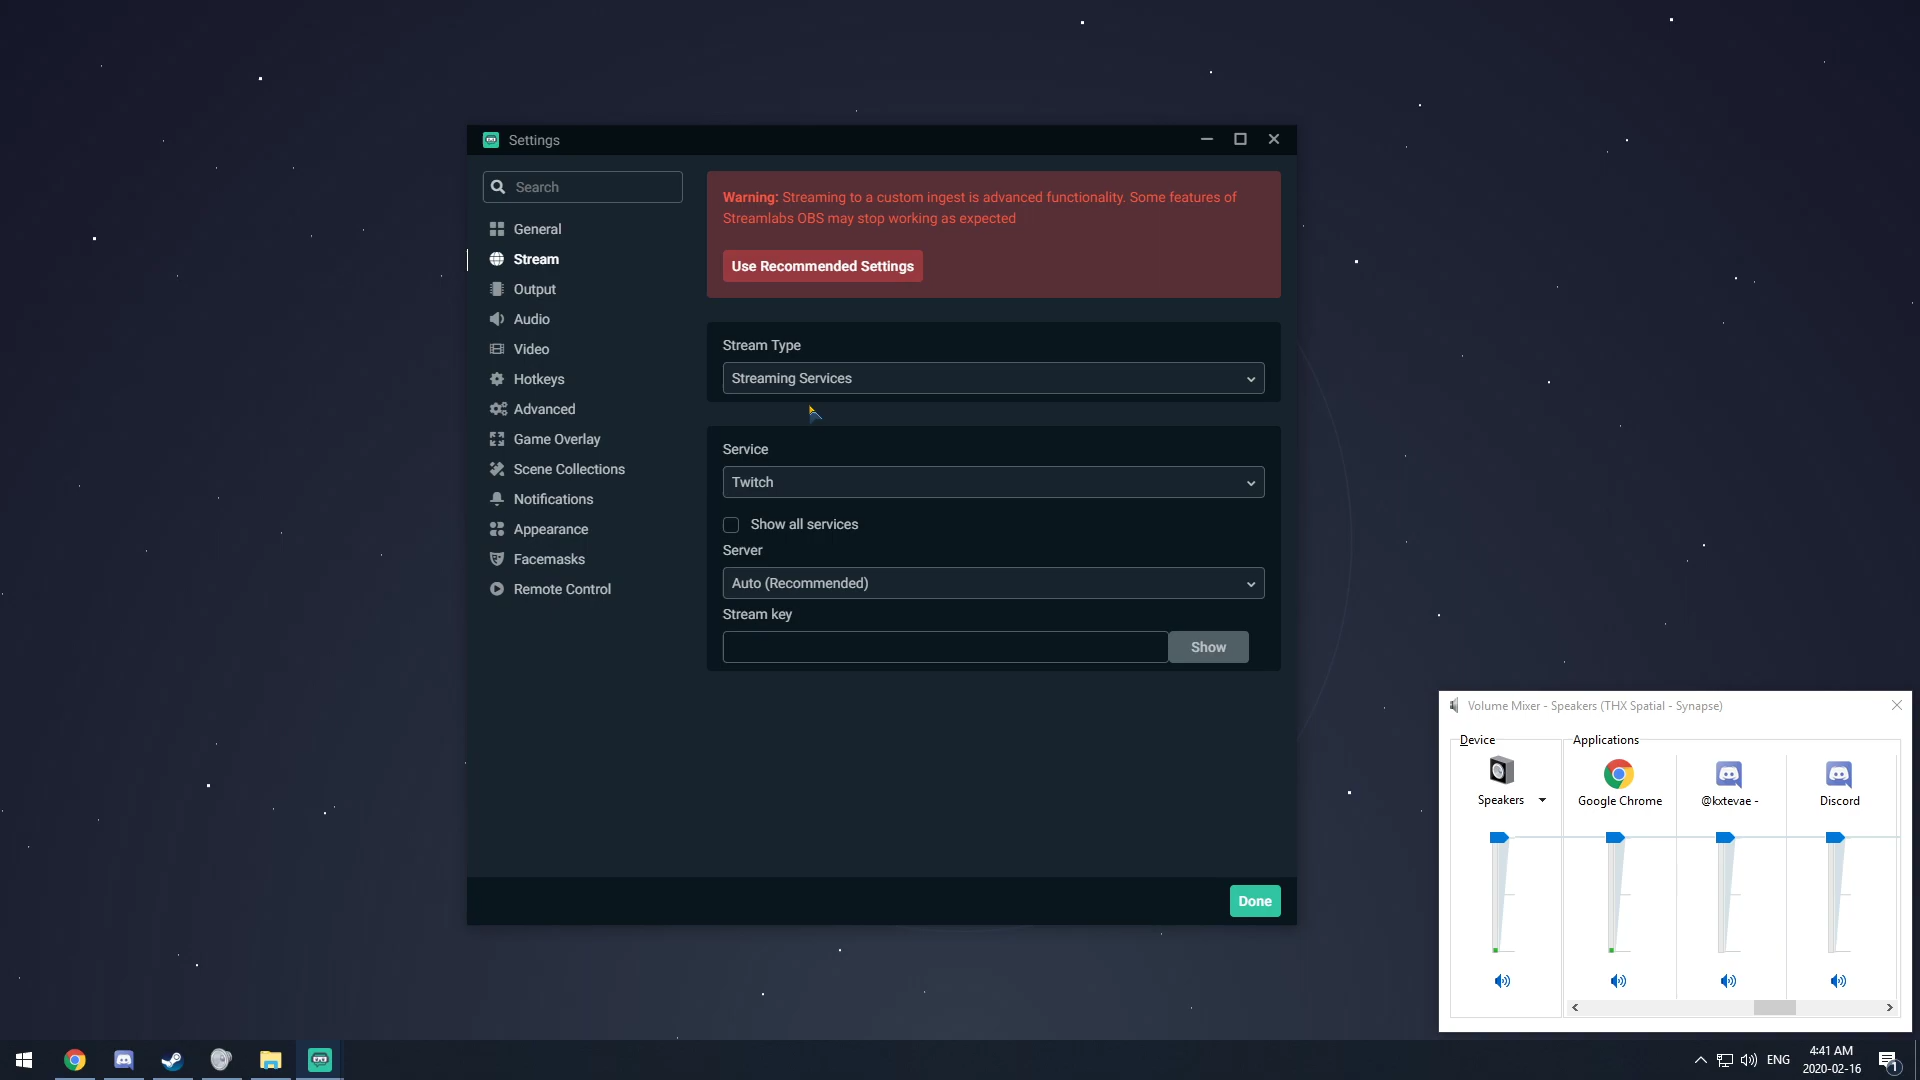 Settings
Search
General
Stream
Output
Audio
Video
Hotkeys
Advanced
Game Overlay
Scene Collections
Notifications
Appearance
Facemasks
Remote Control
Warning: Streaming to a custom ingest is advanced functionality. Some features of
Streamlabs OBS may stop working as expected
Use Recommended Settings
Stream Type
Streaming Services
Service
Twitch
Show all services
Server
Auto (Recommended)
Stream key
Show
Done
Volume Mixer - Speakers (THX Spatial - Synapse)
Device
Applications
Speakers
Google Chrome
@kxtevae -
Discord
ENG
4:41 AM
2020-02-16
1